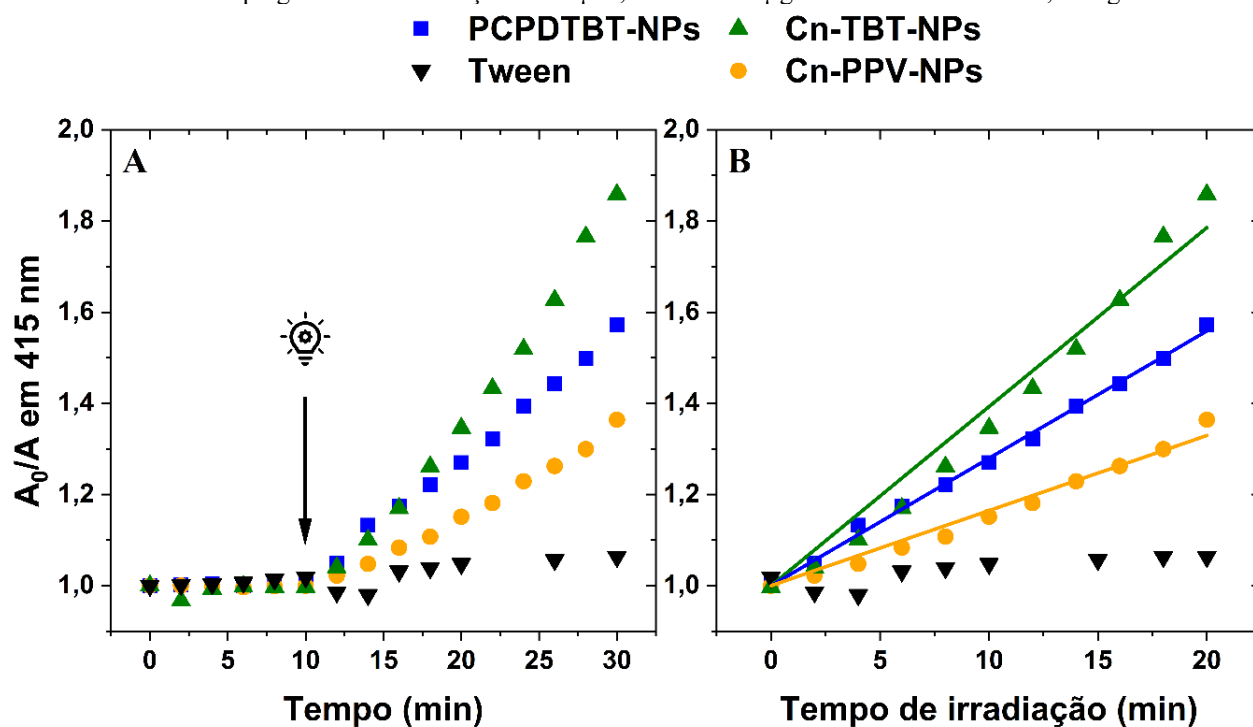 PCPDTBT-NPs
Cn-TBT-NPs
Tween
Cn-PPV-NPs
A₀/A em 415 nm
2,0
1,8
1,6
1,4
1,2
1,0
A
0
5
10
15
20
25
30
Tempo (min)
2,0
1,8
1,6
1,4
1,2
1,0
B
0
5
10
15
20
Tempo de irradiação (min)